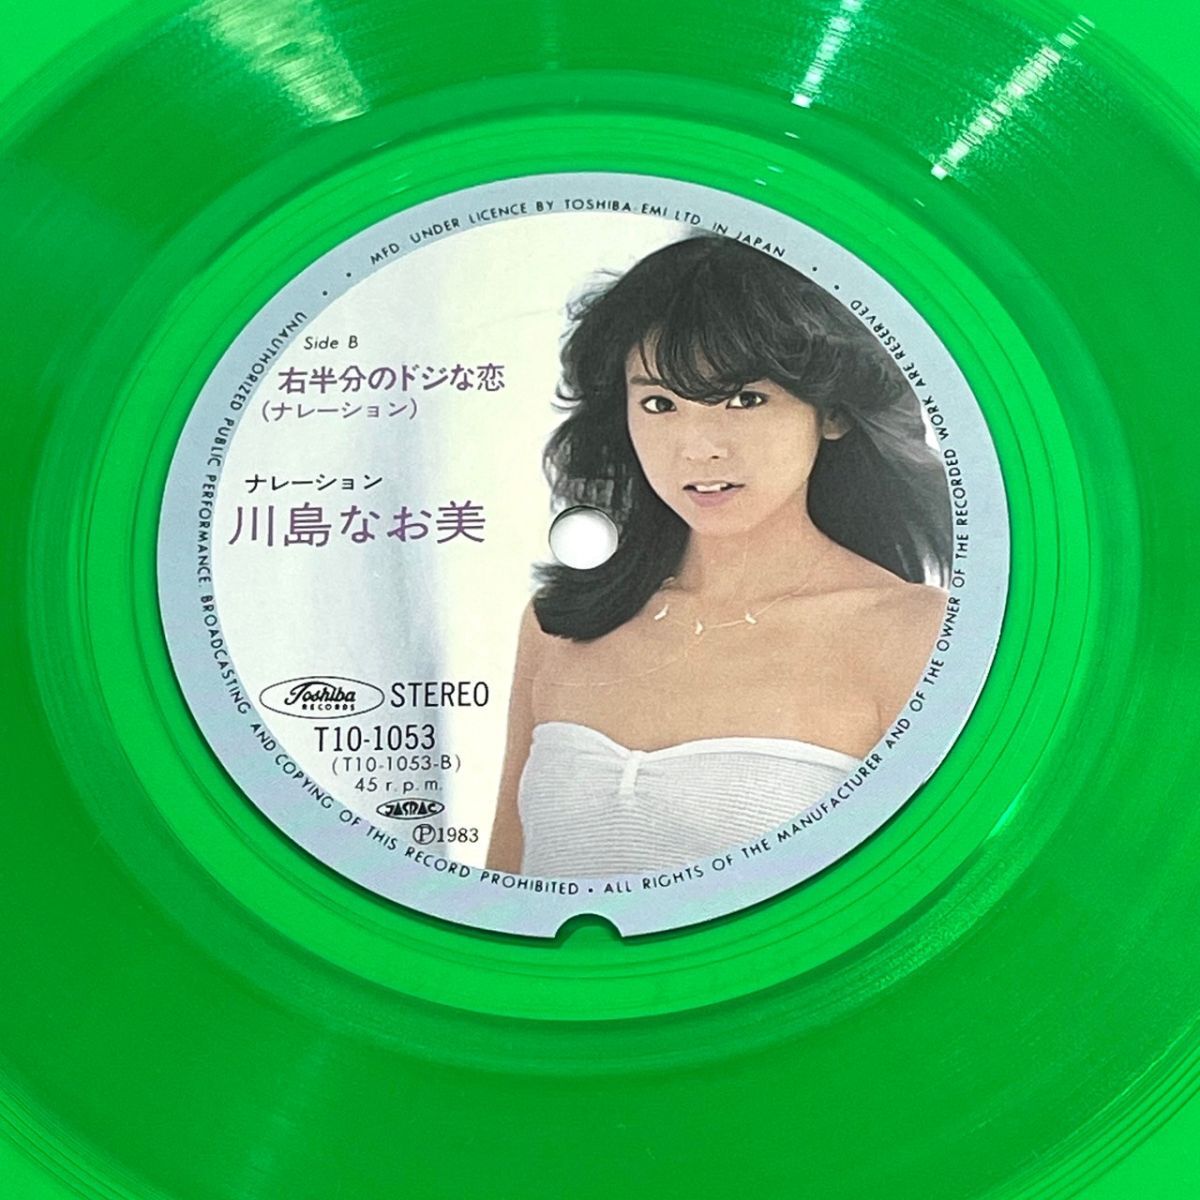 MFD. UNDER LICENCE BY TOSHIBA-EMI LTD. IN JAPAN
Side B
右半分のドジな恋
(ナレーション)
ナレーション
川島なお美
Toshiba
RECORDS
STEREO
T10-1053
(T10-1053-B)
45 r.p.m.
JASRAC
Ⓟ1983
UNAUTHORIZED PUBLIC PERFORMANCE, BROADCASTING AND COPYING OF THIS RECORD PROHIBITED • ALL RIGHTS OF THE MANUFACTURER AND OF THE OWNER OF THE RECORDED WORK ARE RESERVED